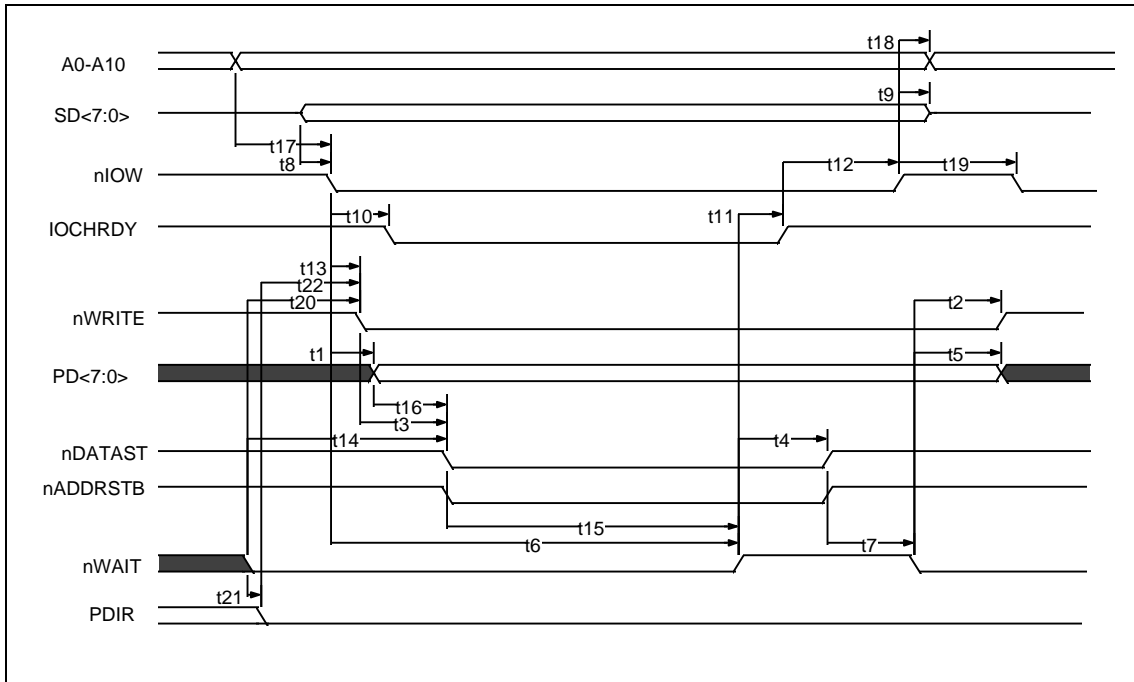 t18
A0-A10
t9
SD<7:0>
t17
t8
t12
t19
nIOW
t10
t11
IOCHRDY
t13
t22
t20
t2
nWRITE
t1
t5
PD<7:0>
t16
t3
t14
t4
nDATAST
nADDRSTB
t15
t6
t7
nWAIT
t21
PDIR